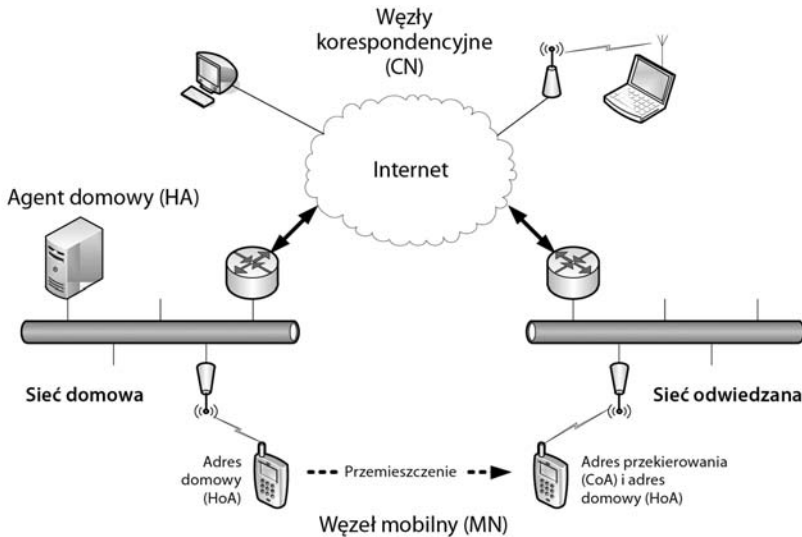 Węzły
korespondencyjne
(CN)
Internet
Agent domowy (HA)
Sieć domowa
Sieć odwiedzana
Adres
domowy
(HoA)
Przemieszczenie
Adres przekierowania
(CoA) i adres
domowy (HoA)
Węzeł mobilny (MN)